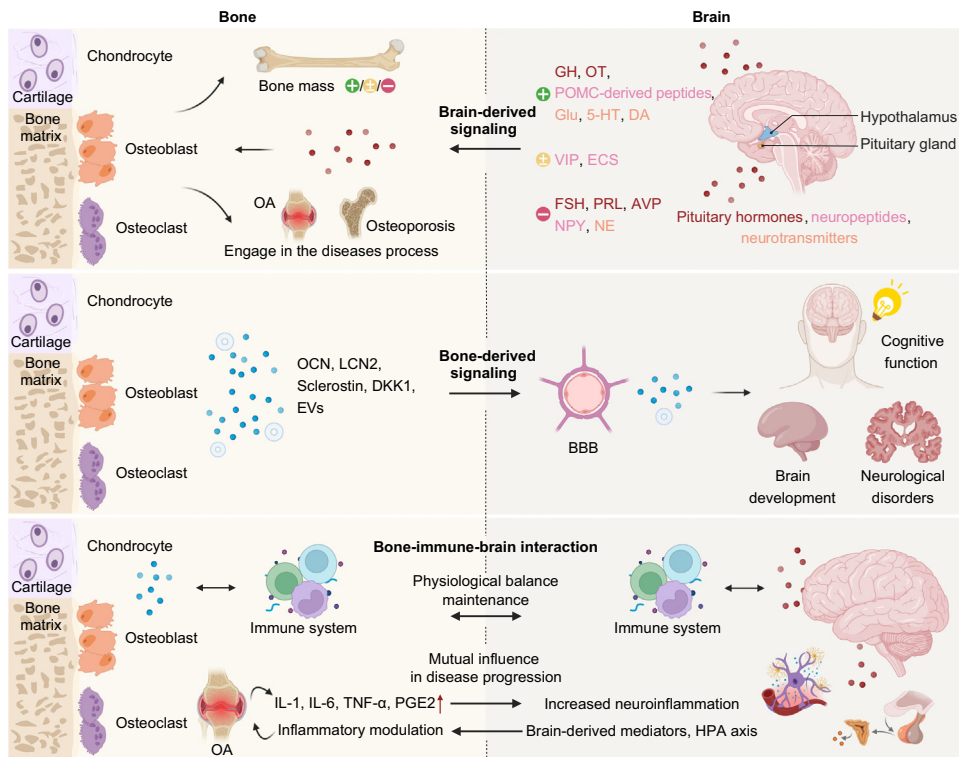 Bone
Brain
Chondrocyte
Cartilage
Bone
matrix
Osteoblast
Osteoclast
Bone mass +/±/−
OA
Osteoporosis
Engage in the diseases process
Brain-derived
signaling
+ GH, OT,
POMC-derived peptides,
Glu, 5-HT, DA
± VIP, ECS
− FSH, PRL, AVP
NPY, NE
Hypothalamus
Pituitary gland
Pituitary hormones, neuropeptides,
neurotransmitters
Chondrocyte
Cartilage
Bone
matrix
Osteoblast
Osteoclast
OCN, LCN2,
Sclerostin, DKK1,
EVs
Bone-derived
signaling
BBB
Cognitive
function
Brain
development
Neurological
disorders
Bone-immune-brain interaction
Chondrocyte
Cartilage
Bone
matrix
Osteoblast
Osteoclast
Immune system
Physiological balance
maintenance
Immune system
Mutual influence
in disease progression
OA
IL-1, IL-6, TNF-α, PGE2↑
Increased neuroinflammation
Inflammatory modulation
Brain-derived mediators, HPA axis